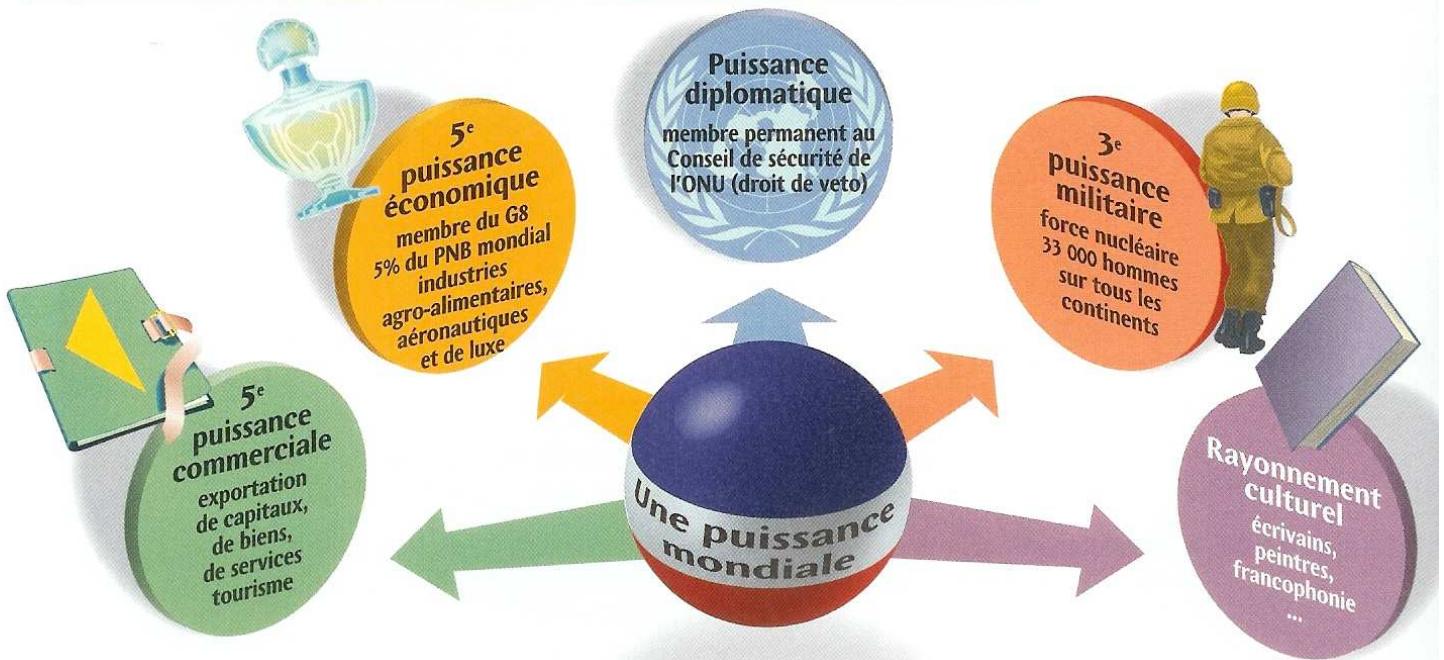 Puissance
diplomatique
membre permanent au
Conseil de sécurité de
l'ONU (droit de veto)
5e
puissance
économique
membre du G8
5% du PNB mondial
industries
agro-alimentaires,
aéronautiques
et de luxe
3e
puissance
militaire
force nucléaire
33 000 hommes
sur tous les
continents
5e
puissance
commerciale
exportation
de capitaux,
de biens,
de services
tourisme
Rayonnement
culturel
écrivains,
peintres,
francophonie
...
Une puissance
mondiale